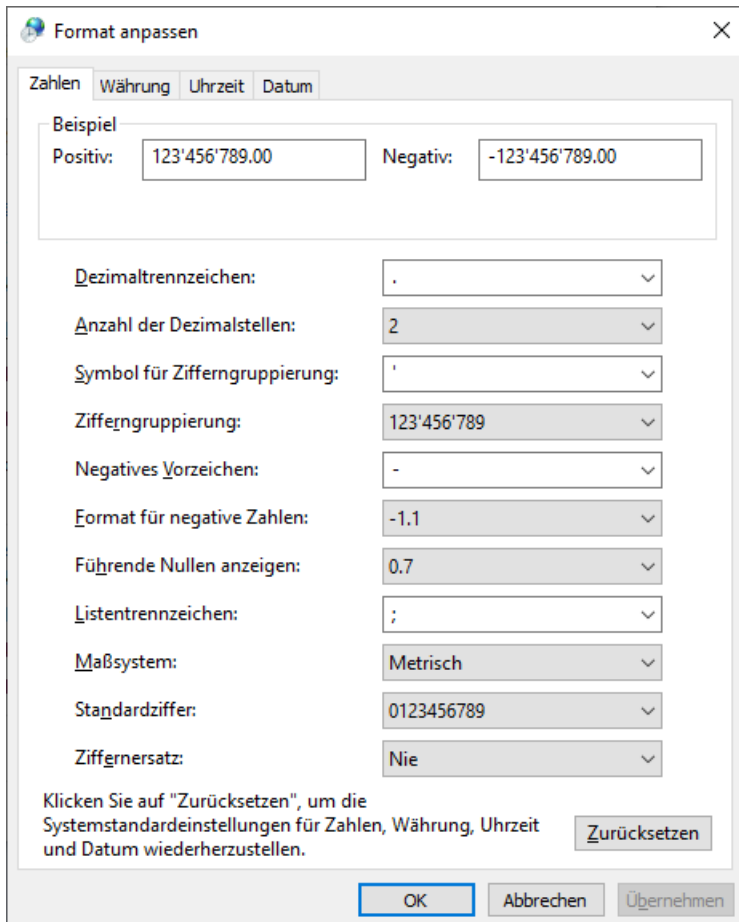 Format anpassen
Zahlen Währung Uhrzeit Datum
Beispiel
Positiv: 123'456'789.00 Negativ: -123'456'789.00
Dezimaltrennzeichen: .
Anzahl der Dezimalstellen: 2
Symbol für Zifferngruppierung: '
Zifferngruppierung: 123'456'789
Negatives Vorzeichen: -
Format für negative Zahlen: -1.1
Führende Nullen anzeigen: 0.7
Listentrennzeichen: ;
Maßsystem: Metrisch
Standardziffer: 0123456789
Ziffernersatz: Nie
Klicken Sie auf "Zurücksetzen", um die
Systemstandardeinstellungen für Zahlen, Währung, Uhrzeit
und Datum wiederherzustellen.
Zurücksetzen
OK Abbrechen Übernehmen